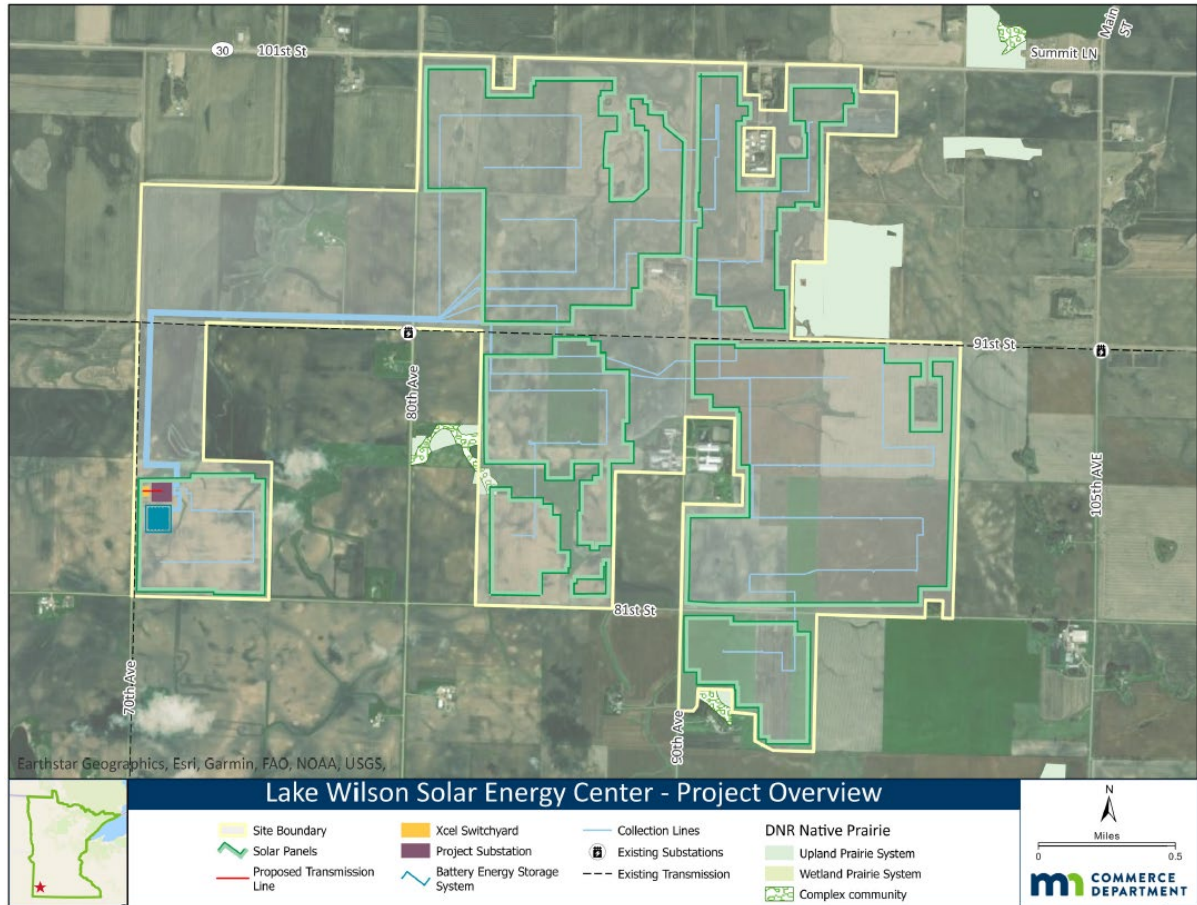 30
101st St
Main
ST
Summit LN
91st St
80th Ave
105th AVE
81st St
70th Ave
90th Ave
Earthstar Geographics, Esri, Garmin, FAO, NOAA, USGS,
Lake Wilson Solar Energy Center - Project Overview
Site Boundary
Solar Panels
Proposed Transmission
Line
Xcel Switchyard
Project Substation
Battery Energy Storage
System
Collection Lines
Existing Substations
Existing Transmission
DNR Native Prairie
Upland Prairie System
Wetland Prairie System
Complex community
N
Miles
0
0.5
mn COMMERCE
DEPARTMENT